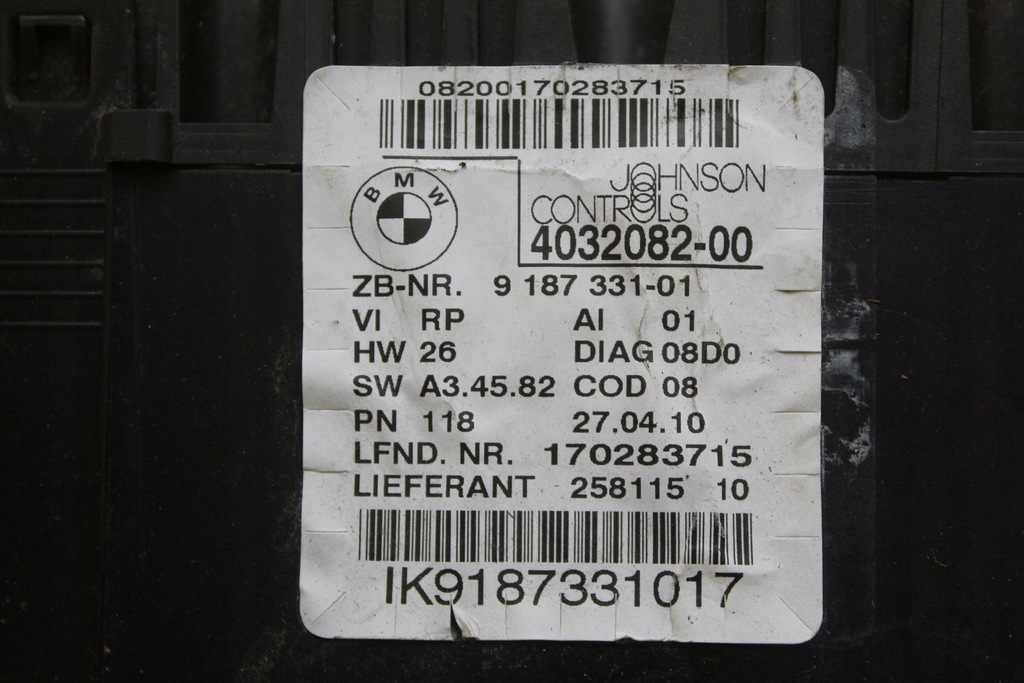 08200170283715
BMW
JOHNSON
CONTROLS
4032082-00
ZB-NR. 9 187 331-01
VI RP AI 01
HW 26 DIAG 08D0
SW A3.45.82 COD 08
PN 118 27.04.10
LFND. NR. 170283715
LIEFERANT 258115 10
IK9187331017